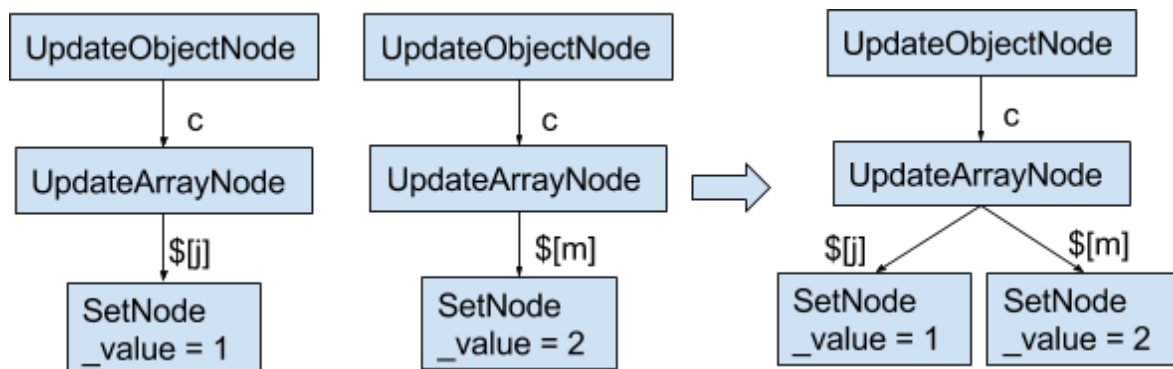 UpdateObjectNode
c
UpdateArrayNode
$[j]
SetNode
_value = 1
UpdateObjectNode
c
UpdateArrayNode
$[m]
SetNode
_value = 2
UpdateObjectNode
c
UpdateArrayNode
$[j]
$[m]
SetNode
_value = 1
SetNode
_value = 2